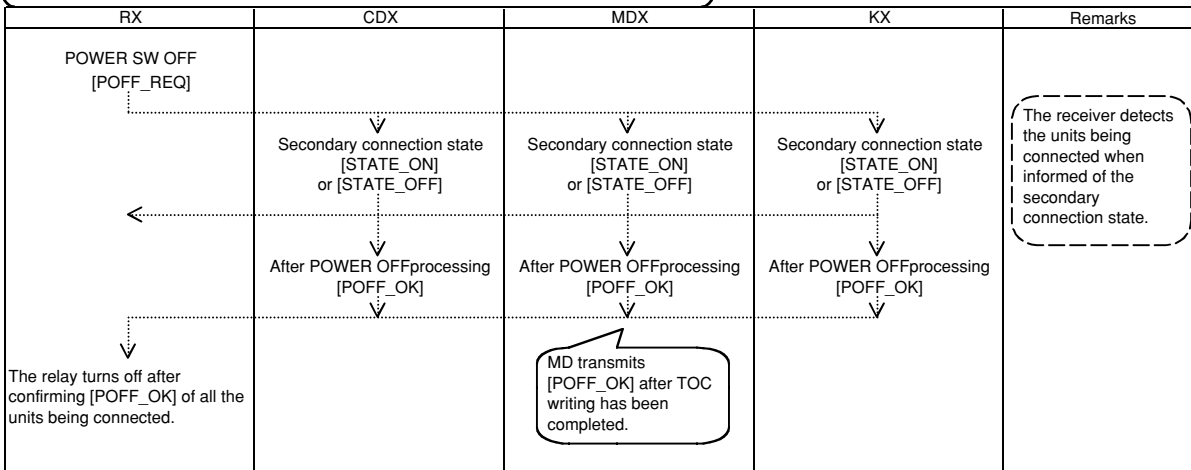 RX CDX MDX KX Remarks
POWER SW OFF
[POFF_REQ]
Secondary connection state
[STATE_ON]
or [STATE_OFF]
Secondary connection state
[STATE_ON]
or [STATE_OFF]
Secondary connection state
[STATE_ON]
or [STATE_OFF]
The receiver detects
the units being
connected when
informed of the
secondary
connection state.
After POWER OFFprocessing
[POFF_OK]
After POWER OFFprocessing
[POFF_OK]
After POWER OFFprocessing
[POFF_OK]
The relay turns off after
confirming [POFF_OK] of all the
units being connected.
MD transmits
[POFF_OK] after TOC
writing has been
completed.